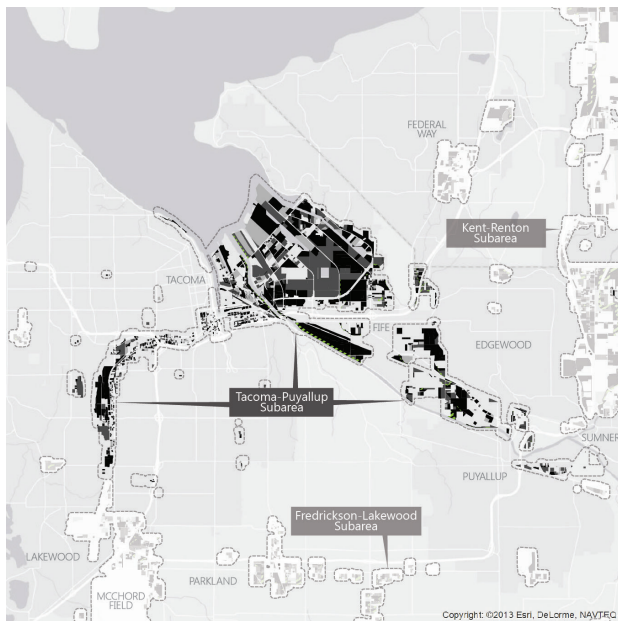 FEDERAL
WAY
Kent-Renton
Subarea
TACOMA
FIFE
EDGEWOOD
Tacoma-Puyallup
Subarea
SUMNER
PUYALLUP
Fredrickson-Lakewood
Subarea
LAKEWOOD
PARKLAND
MCCHORD
FIELD
Copyright: ©2013 Esri, DeLorme, NAVTEQ